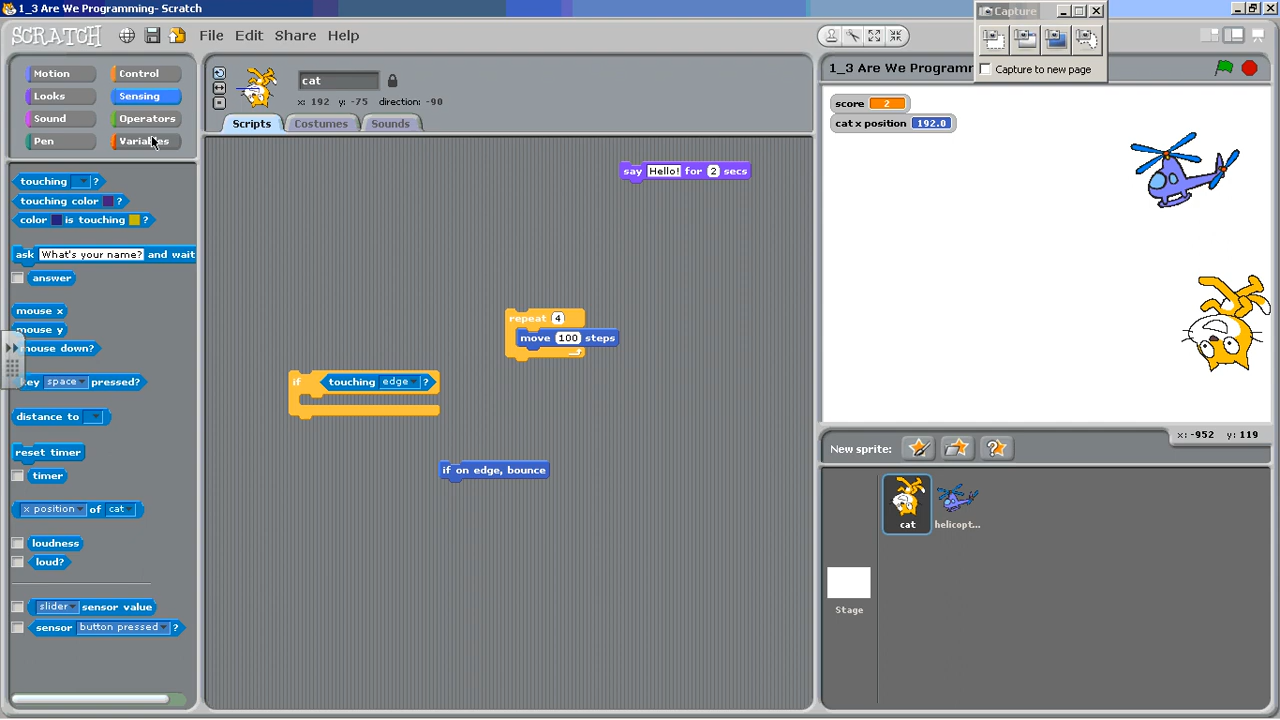 1_3 Are We Programming- Scratch
Capture
SCRATCH File Edit Share Help
Capture to new page
Motion Control
Looks Sensing
Sound Operators
Pen Variables
cat
x: 192 y: -75 direction: -90
Scripts Costumes Sounds
1_3 Are We Programm
score 2
cat x position 192.0
touching ?
touching color ?
color is touching ?
ask What's your name? and wait
answer
mouse x
mouse y
mouse down?
key space pressed?
distance to
reset timer
timer
x position of cat
loudness
loud?
slider sensor value
sensor button pressed ?
say Hello! for 2 secs
repeat 4
move 100 steps
if touching edge ?
if on edge, bounce
x: -952 y: 119
New sprite:
cat helicopt...
Stage